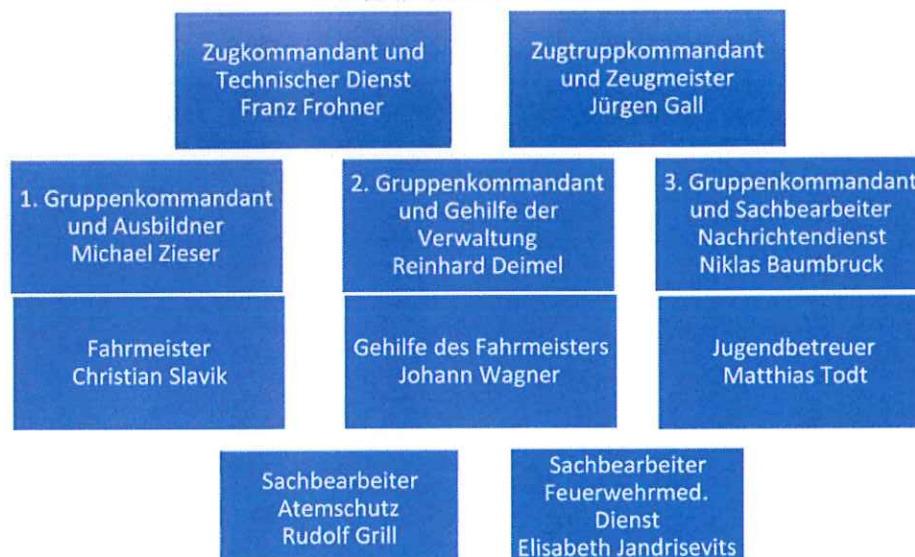 Zugkommandant und
Technischer Dienst
Franz Frohner
Zugtruppkommandant
und Zeugmeister
Jürgen Gall
1. Gruppenkommandant
und Ausbildner
Michael Zieser
2. Gruppenkommandant
und Gehilfe der
Verwaltung
Reinhard Deimel
3. Gruppenkommandant
und Sachbearbeiter
Nachrichtendienst
Niklas Baumbruck
Fahrmeister
Christian Slavik
Gehilfe des Fahrmeisters
Johann Wagner
Jugendbetreuer
Matthias Todt
Sachbearbeiter
Atemschutz
Rudolf Grill
Sachbearbeiter
Feuerwehrmed.
Dienst
Elisabeth Jandrisevits